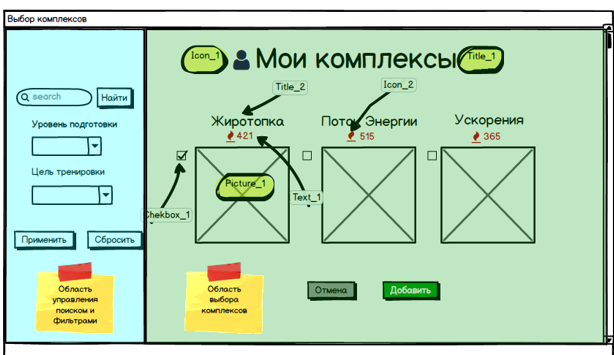 Выбор комплексов
Icon_1
Мои комплексы
Title_1
Title_2
Icon_2
search
Найти
Уровень подготовки
Цель тренировки
Применить
Сбросить
Область
управления
поиском и
Фильтрами
Жиротопка
421
Поток Энергии
515
Ускорения
365
Picture_1
Text_1
Chekbox_1
Область
выбора
комплексов
Отмена
Добавить